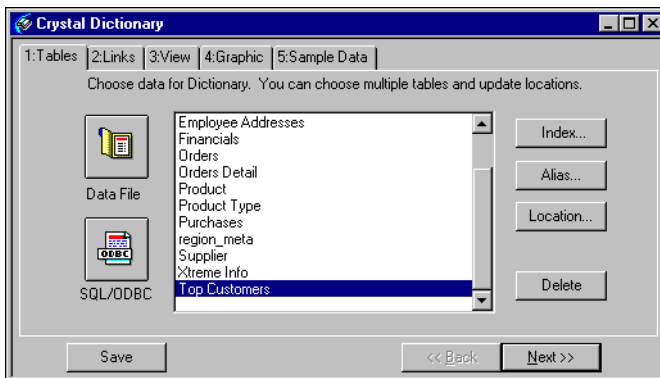 Crystal Dictionary
1:Tables 2:Links 3:View 4:Graphic 5:Sample Data
Choose data for Dictionary. You can choose multiple tables and update locations.
Data File
ODBC
SQL/ODBC
Employee Addresses
Financials
Orders
Orders Detail
Product
Product Type
Purchases
region_meta
Supplier
Xtreme Info
Top Customers
Index...
Alias...
Location...
Delete
Save
<< Back
Next >>